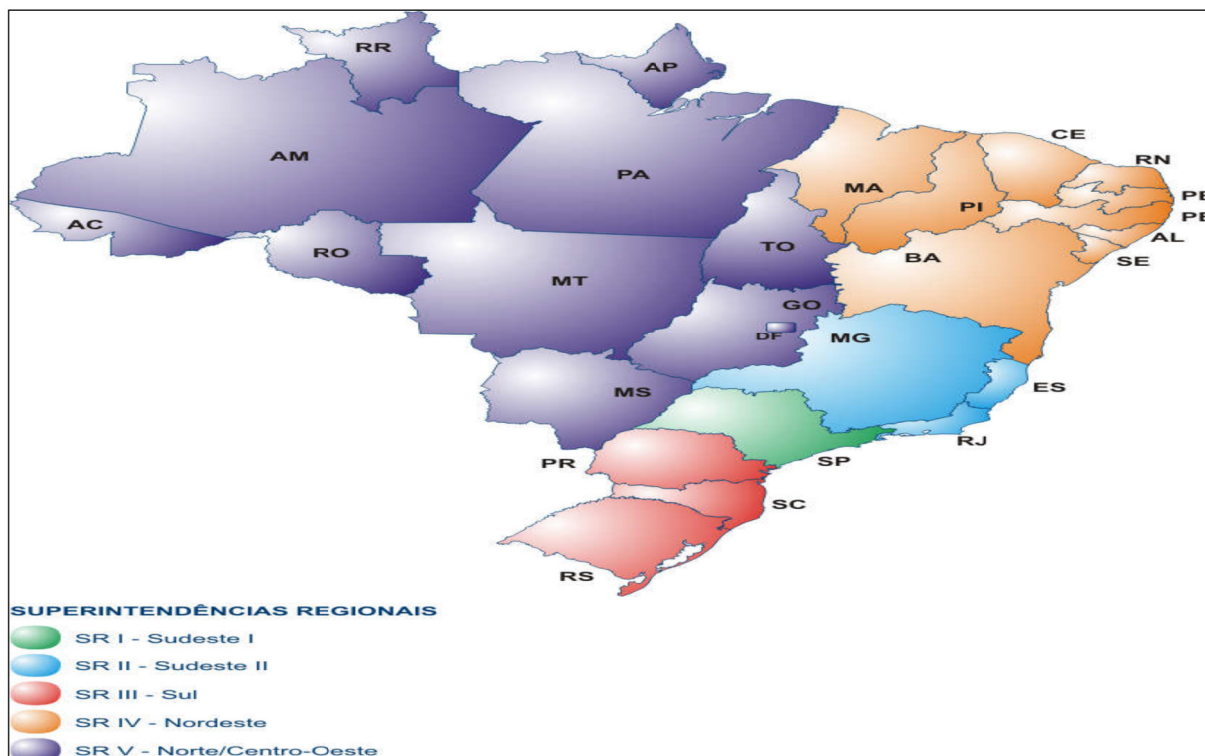 RR
AP
AM
PA
CE
RN
MA
PI
PE
PE
AL
SE
AC
RO
TO
BA
MT
GO
DF
MG
MS
ES
RJ
PR
SP
SC
RS
SUPERINTENDÊNCIAS REGIONAIS
SR I - Sudeste I
SR II - Sudeste II
SR III - Sul
SR IV - Nordeste
SR V - Norte/Centro-Oeste